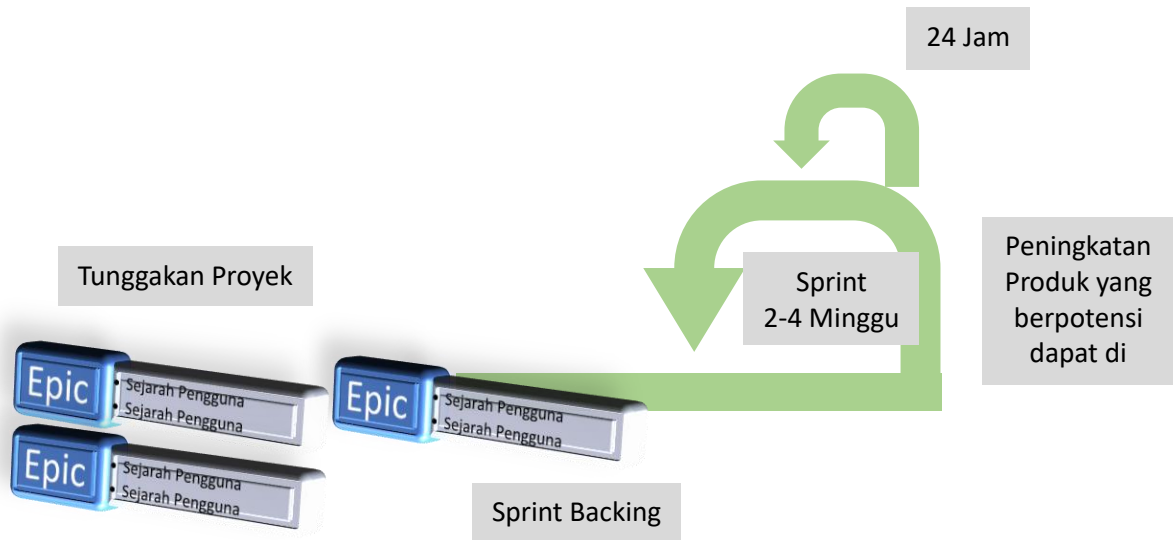 24 Jam
Tunggakan Proyek
Sprint
2-4 Minggu
Peningkatan
Produk yang
berpotensi
dapat di
Epic
• Sejarah Pengguna
• Sejarah Pengguna
Epic
• Sejarah Pengguna
• Sejarah Pengguna
Epic
• Sejarah Pengguna
• Sejarah Pengguna
Sprint Backing